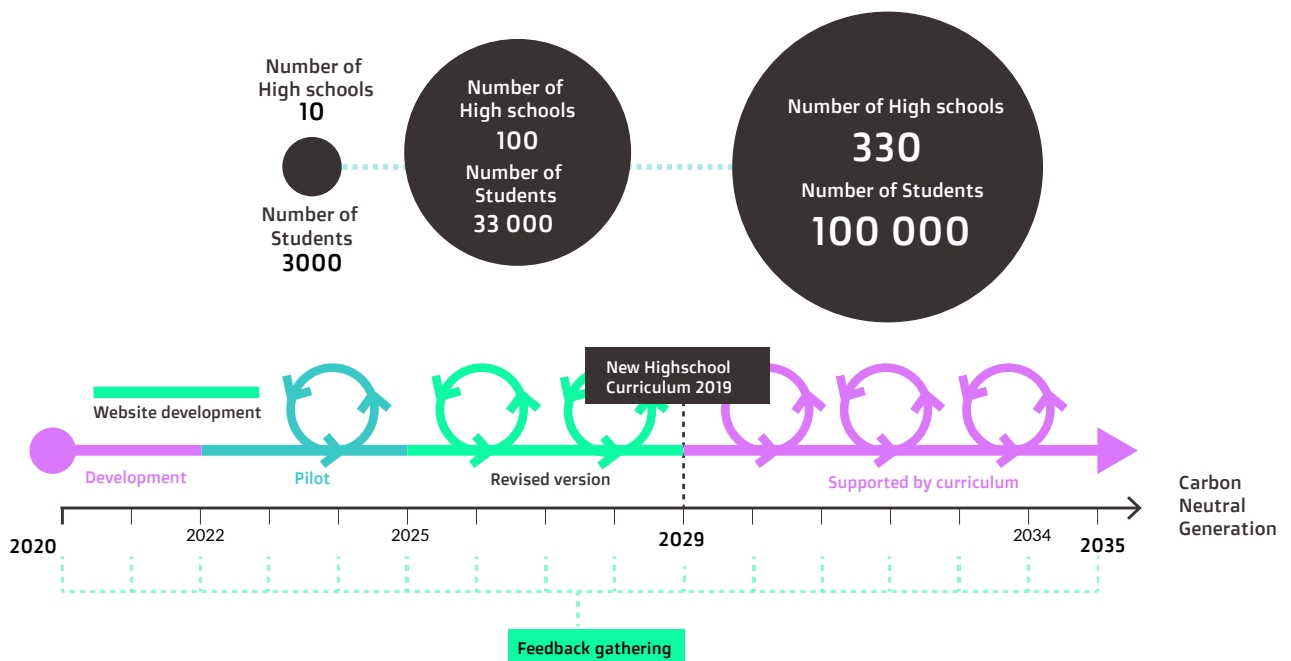 Number of
High schools
10
Number of
Students
3000
Number of
High schools
100
Number of
Students
33 000
Number of High schools
330
Number of Students
100 000
New Highschool
Curriculum 2019
Website development
Development
Pilot
Revised version
Supported by curriculum
Carbon
Neutral
Generation
2020
2022
2025
2029
2034
2035
Feedback gathering